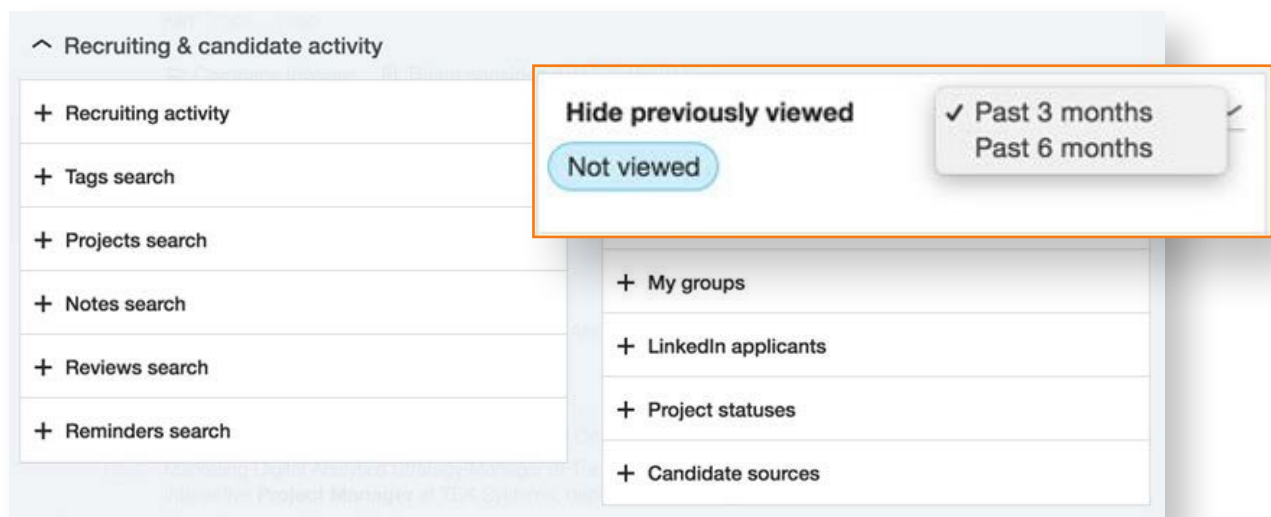 Recruiting & candidate activity
+ Recruiting activity
+ Tags search
+ Projects search
+ Notes search
+ Reviews search
+ Reminders search
Hide previously viewed
Not viewed
✓ Past 3 months
Past 6 months
+ My groups
+ LinkedIn applicants
+ Project statuses
+ Candidate sources